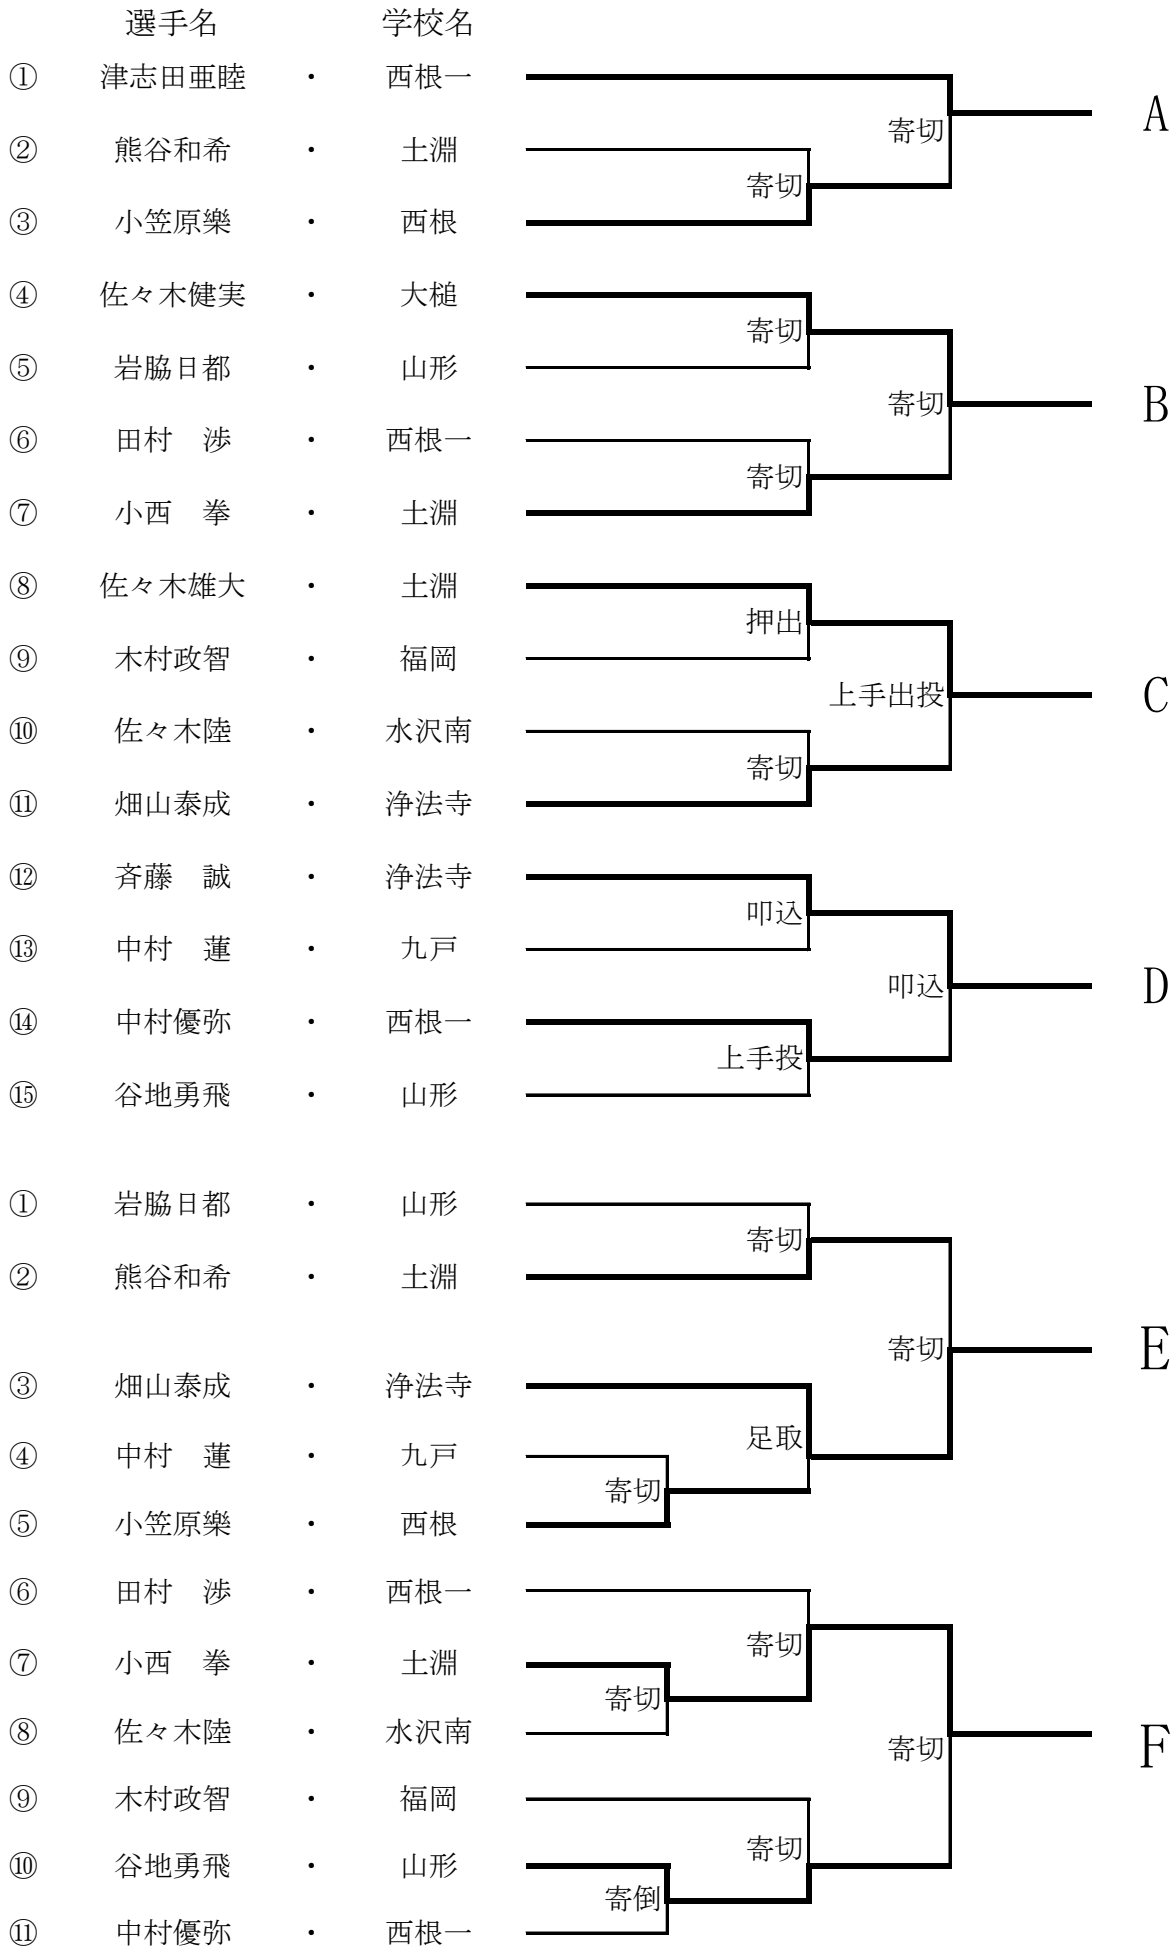 選手名 学校名
① 津志田亜睦 ・ 西根一
A
寄切
② 熊谷和希 ・ 土淵
寄切
③ 小笠原樂 ・ 西根
④ 佐々木健実 ・ 大槌
寄切
⑤ 岩脇日都 ・ 山形
寄切 B
⑥ 田村　渉 ・ 西根一
寄切
⑦ 小西　拳 ・ 土淵
⑧ 佐々木雄大 ・ 土淵
押出
⑨ 木村政智 ・ 福岡
上手出投 C
⑩ 佐々木陸 ・ 水沢南
寄切
⑪ 畑山泰成 ・ 浄法寺
⑫ 斉藤　誠 ・ 浄法寺
叩込
⑬ 中村　蓮 ・ 九戸
叩込 D
⑭ 中村優弥 ・ 西根一
上手投
⑮ 谷地勇飛 ・ 山形
① 岩脇日都 ・ 山形
寄切
② 熊谷和希 ・ 土淵
寄切 E
③ 畑山泰成 ・ 浄法寺
足取
④ 中村　蓮 ・ 九戸
寄切
⑤ 小笠原樂 ・ 西根
⑥ 田村　渉 ・ 西根一
寄切
⑦ 小西　拳 ・ 土淵
寄切
⑧ 佐々木陸 ・ 水沢南
寄切 F
⑨ 木村政智 ・ 福岡
寄切
⑩ 谷地勇飛 ・ 山形
寄倒
⑪ 中村優弥 ・ 西根一